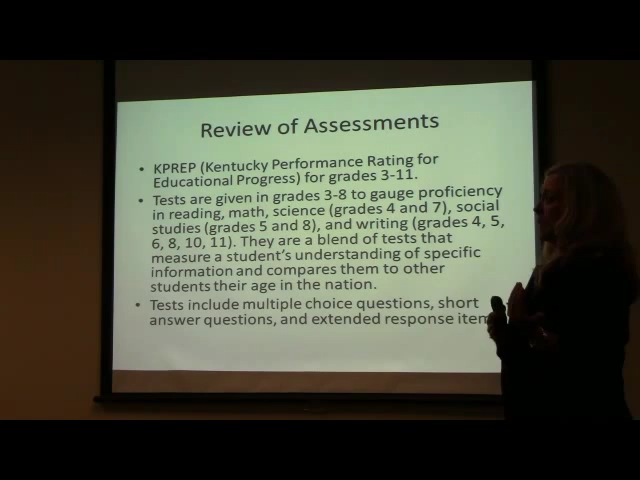 Review of Assessments
• KPREP (Kentucky Performance Rating for
Educational Progress) for grades 3-11.
• Tests are given in grades 3-8 to gauge proficiency
in reading, math, science (grades 4 and 7), social
studies (grades 5 and 8), and writing (grades 4, 5,
6, 8, 10, 11). They are a blend of tests that
measure a student's understanding of specific
information and compares them to other
students their age in the nation.
• Tests include multiple choice questions, short
answer questions, and extended response item